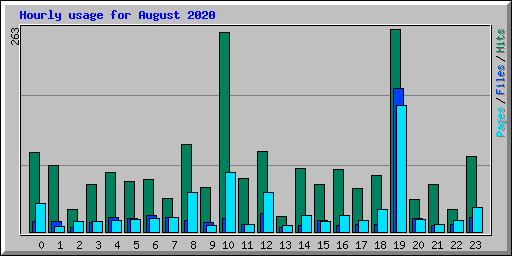 Hourly usage for August 2020
263
Pages / Files / Hits
0 1 2 3 4 5 6 7 8 9 10 11 12 13 14 15 16 17 18 19 20 21 22 23